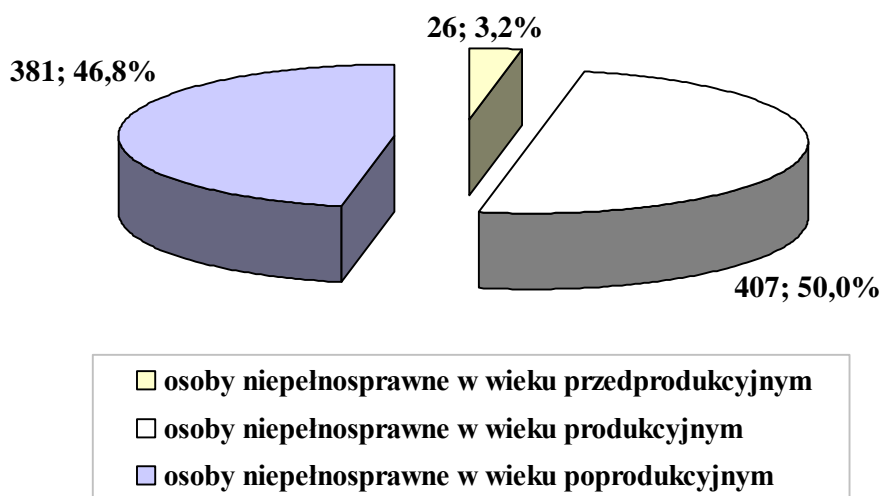 26; 3,2%
381; 46,8%
407; 50,0%
osoby niepełnosprawne w wieku przedprodukcyjnym
osoby niepełnosprawne w wieku produkcyjnym
osoby niepełnosprawne w wieku poprodukcyjnym